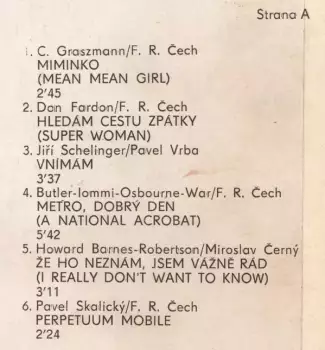 Strana A
1. C. Graszmann/F. R. Čech
MIMINKO
(MEAN MEAN GIRL)
2'45
2. Don Fardon/F. R. Čech
HLEDÁM CESTU ZPÁTKY
(SUPER WOMAN)
3. Jiří Schelinger/Pavel Vrba
VNÍMÁM
3'37
4. Butler-Iommi-Osbourne-War/F. R. Čech
METRO, DOBRÝ DEN
(A NATIONAL ACROBAT)
5'42
5. Howard Barnes-Robertson/Miroslav Černý
ŽE HO NEZNÁM, JSEM VÁŽNĚ RÁD
(I REALLY DON'T WANT TO KNOW)
3'11
6. Pavel Skalický/F. R. Čech
PERPETUUM MOBILE
2'24